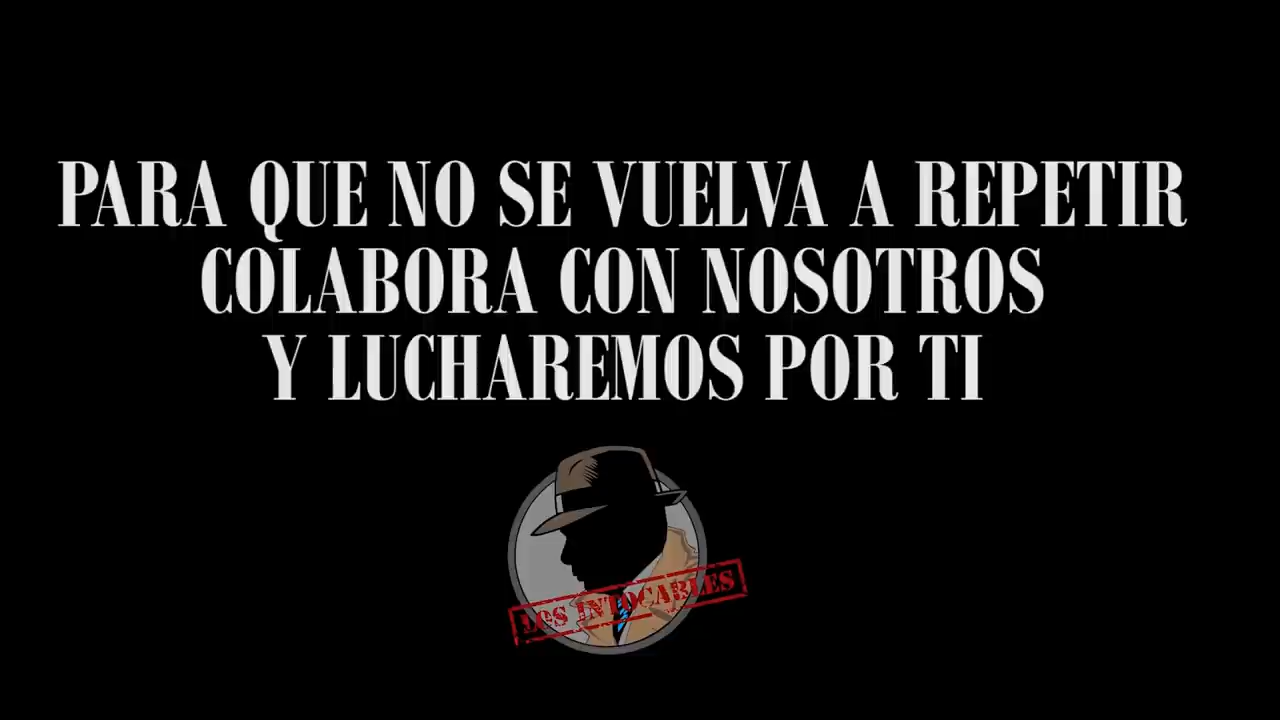 PARA QUE NO SE VUELVA A REPETIR
COLABORA CON NOSOTROS
Y LUCHAREMOS POR TI
LOS INTOCABLES